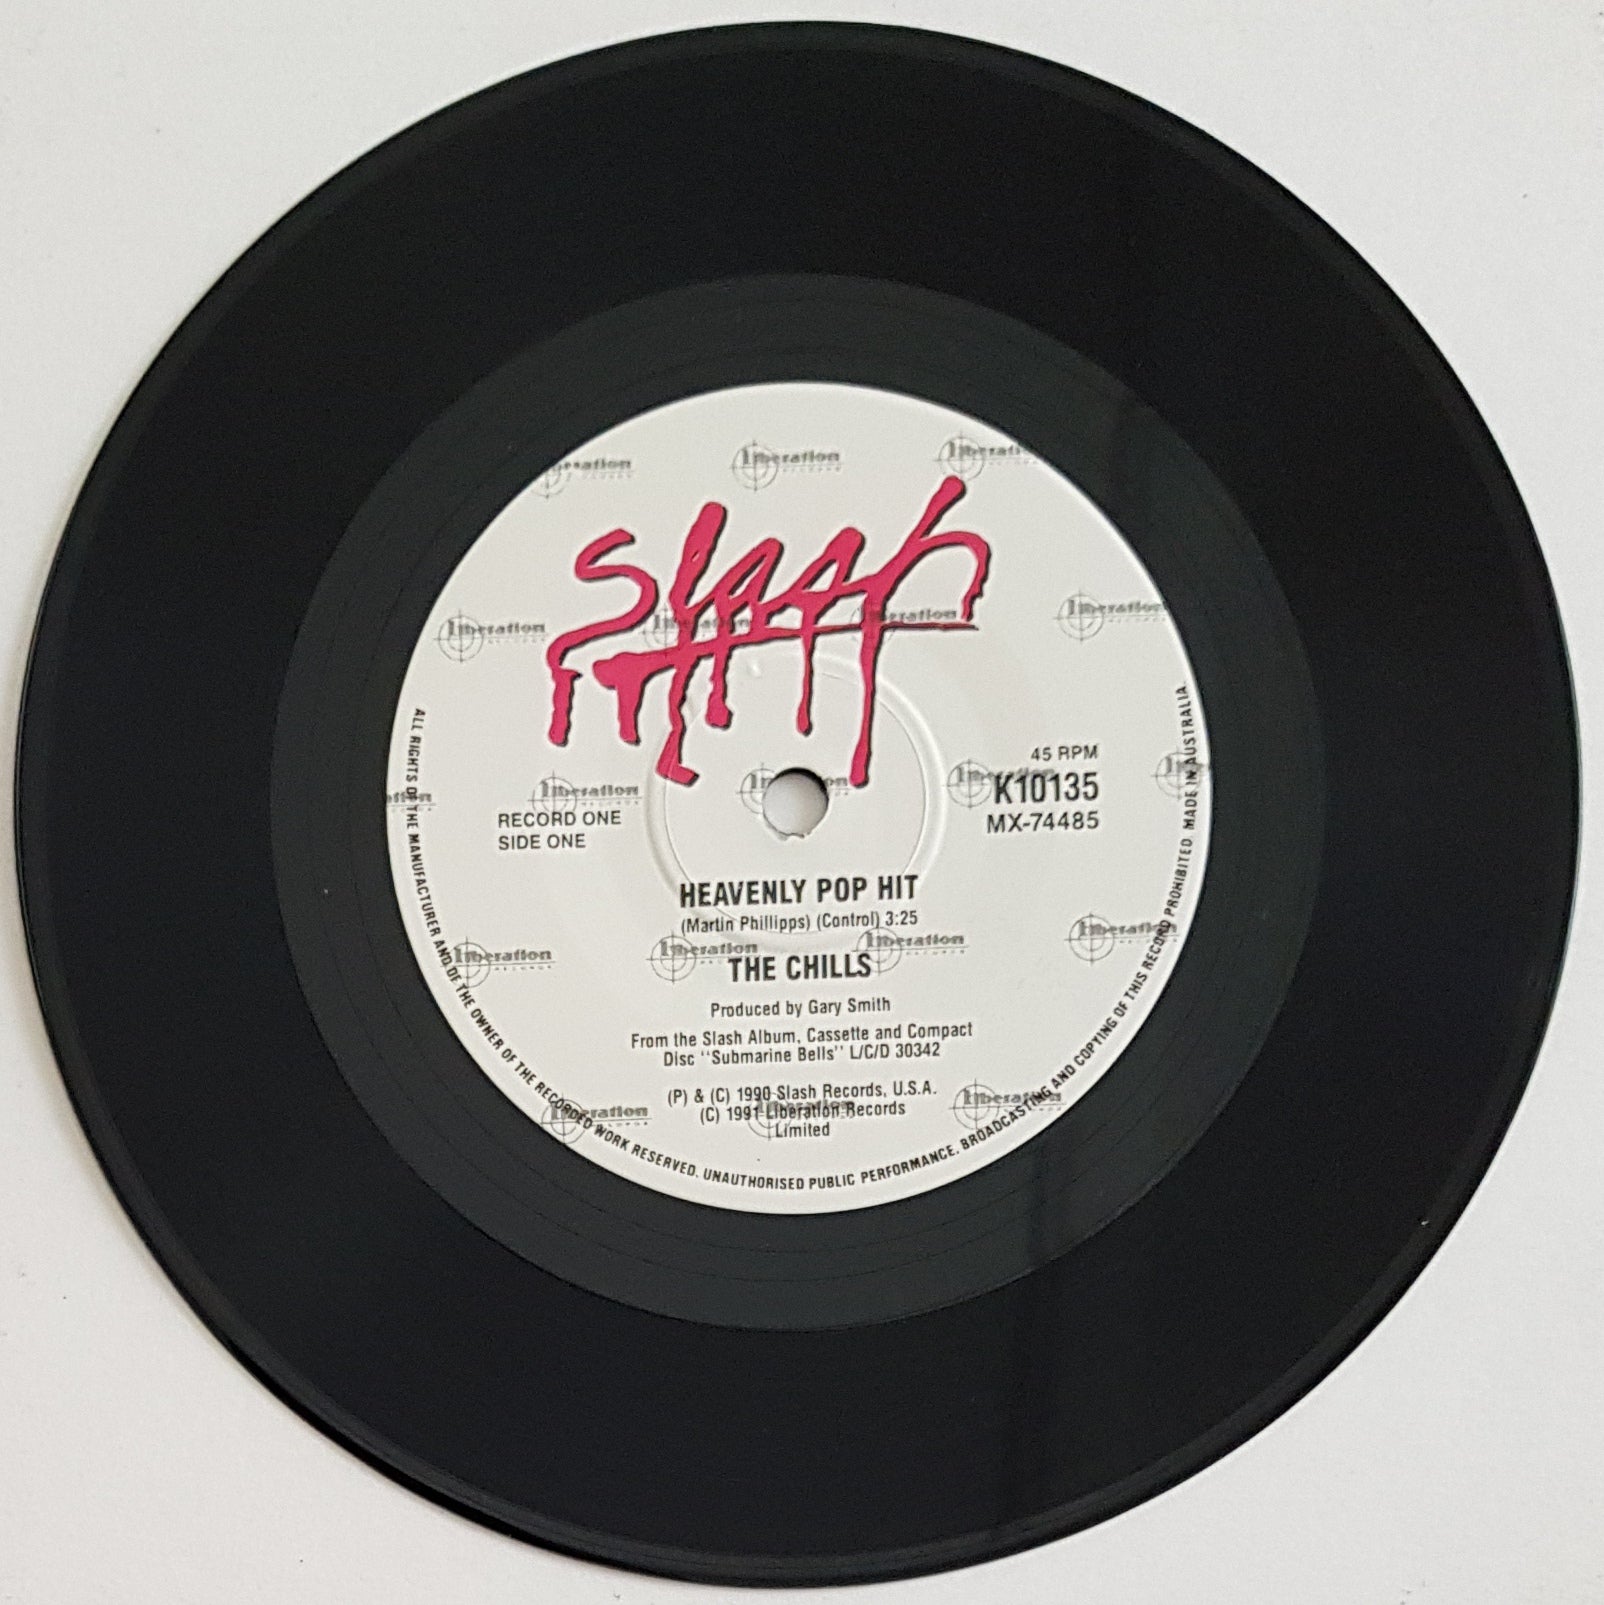 Slash
45 RPM
K10135
MX-74485
RECORD ONE
SIDE ONE
HEAVENLY POP HIT
(Martin Phillipps) (Control) 3:25
THE CHILLS
Produced by Gary Smith
From the Slash Album, Cassette and Compact
Disc "Submarine Bells" L/C/D 30342
(P) & (C) 1990 Slash Records, U.S.A.
(C) 1991 Liberation Records
Limited
ALL RIGHTS OF THE MANUFACTURER AND OF THE OWNER OF THE RECORDED WORK RESERVED. UNAUTHORISED PUBLIC PERFORMANCE. BROADCASTING AND COPYING OF THIS RECORD PROHIBITED. MADE IN AUSTRALIA.
Liberation
RECORDS